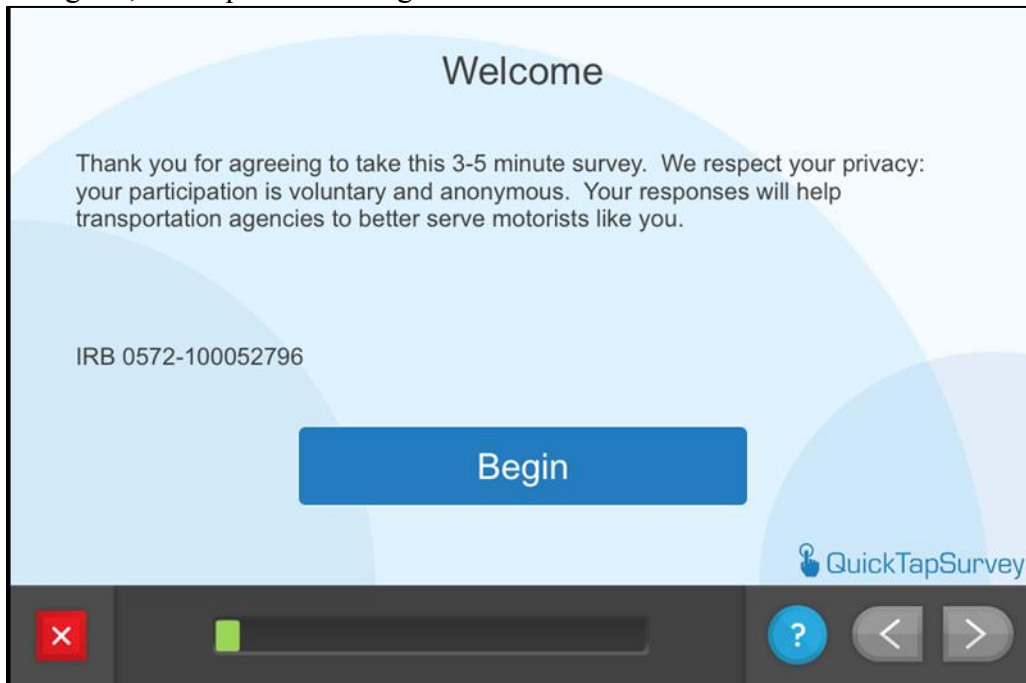 Welcome
Thank you for agreeing to take this 3-5 minute survey.  We respect your privacy:
your participation is voluntary and anonymous.  Your responses will help
transportation agencies to better serve motorists like you.
IRB 0572-100052796
Begin
QuickTapSurvey
?